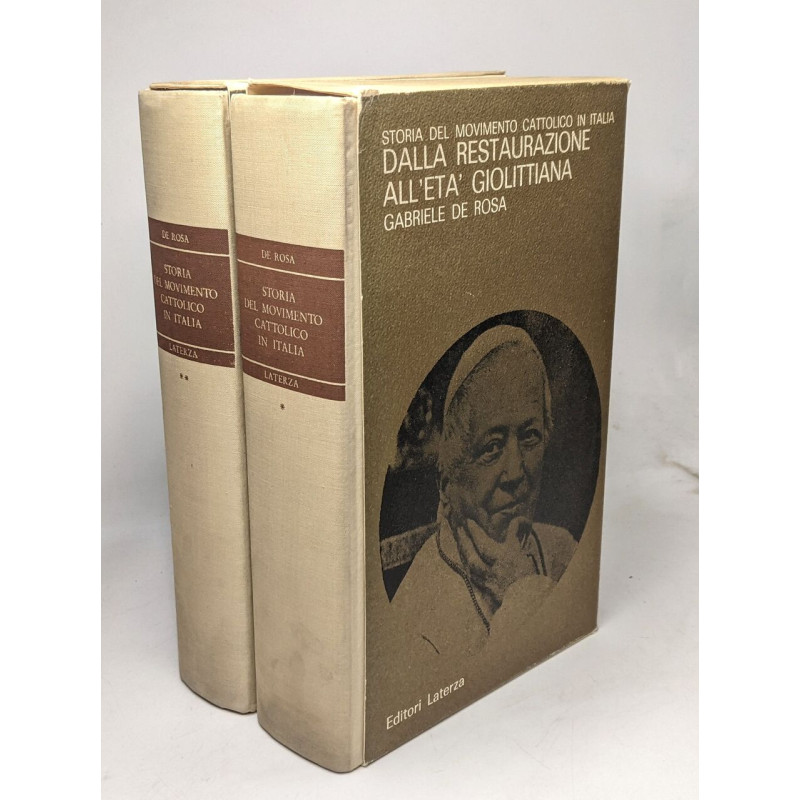 DE ROSA
STORIA
DEL MOVIMENTO
CATTOLICO
IN ITALIA
LATERZA
**
DE ROSA
STORIA
DEL MOVIMENTO
CATTOLICO
IN ITALIA
LATERZA
*
STORIA DEL MOVIMENTO CATTOLICO IN ITALIA
DALLA RESTAURAZIONE
ALL'ETA' GIOLITTIANA
GABRIELE DE ROSA
Editori Laterza